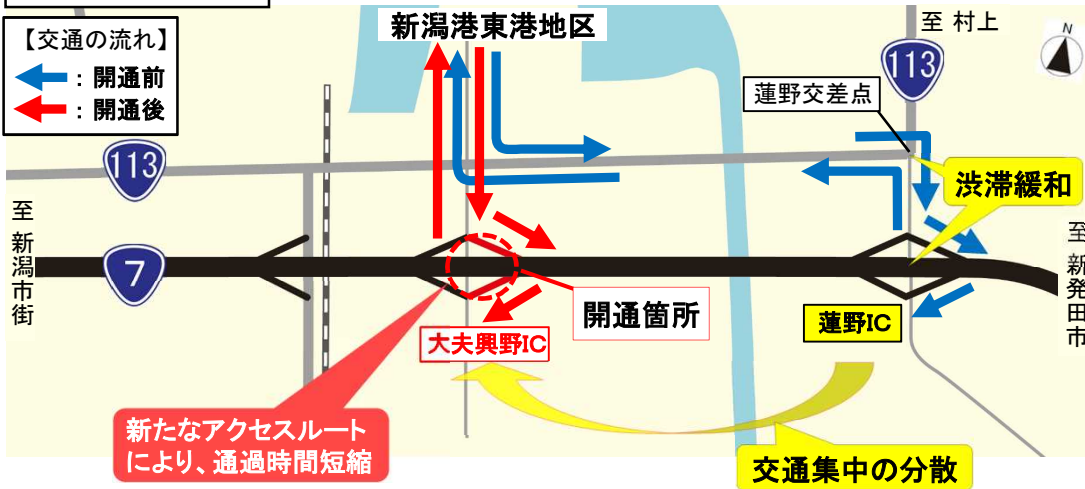 【交通の流れ】
：開通前
：開通後
新潟港東港地区
至 村上
N
113
蓮野交差点
113
渋滞緩和
至 新潟市街
7
至 新発田市
開通箇所
蓮野IC
大夫興野IC
新たなアクセスルート
により、通過時間短縮
交通集中の分散